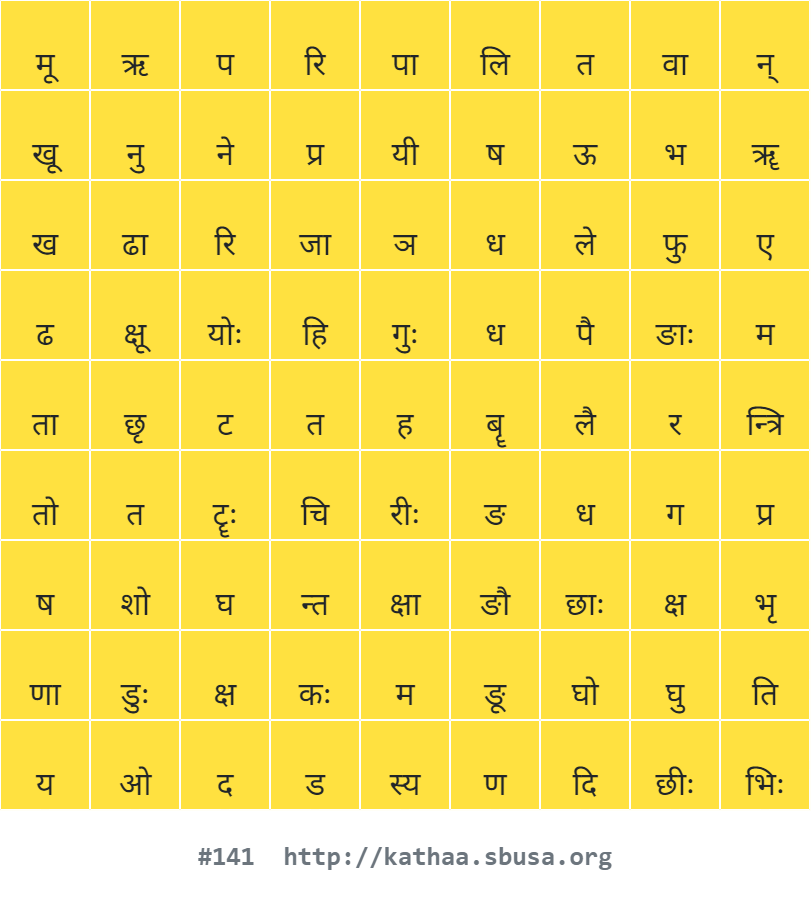 मू ऋ प रि पा लि त वा न्
खू नु ने प्र यी ष ऊ भ ॠ
ख ढा रि जा ञ ध ले फु ए
ढ क्षू योः हि गुः ध पै ङाः म
ता छृ ट त ह बॄ लै र न्त्रि
तो त टॄः चि रीः ङ ध ग प्र
ष शो घ न्त क्षा ङौ छाः क्ष भृ
णा डुः क्ष कः म ङू घो घु ति
य ओ द ड स्य ण दि छीः भिः
#141 http://kathaa.sbusa.org